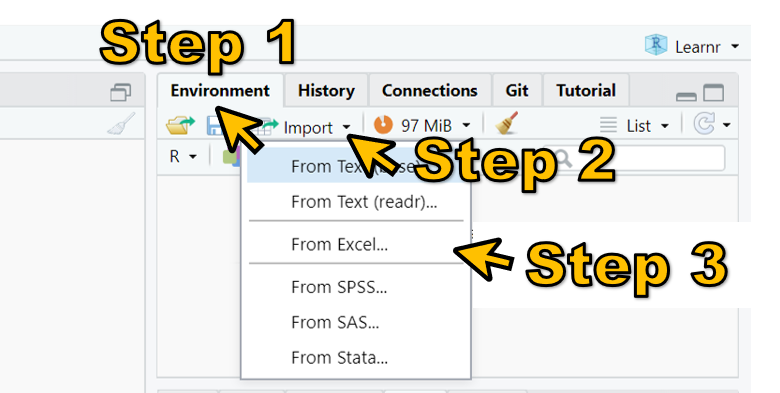 Step 1
Learnr
Environment History Connections Git Tutorial
Import 97 MiB List
R
Step 2
From Text (base)...
From Text (readr)...
From Excel...
Step 3
From SPSS...
From SAS...
From Stata...